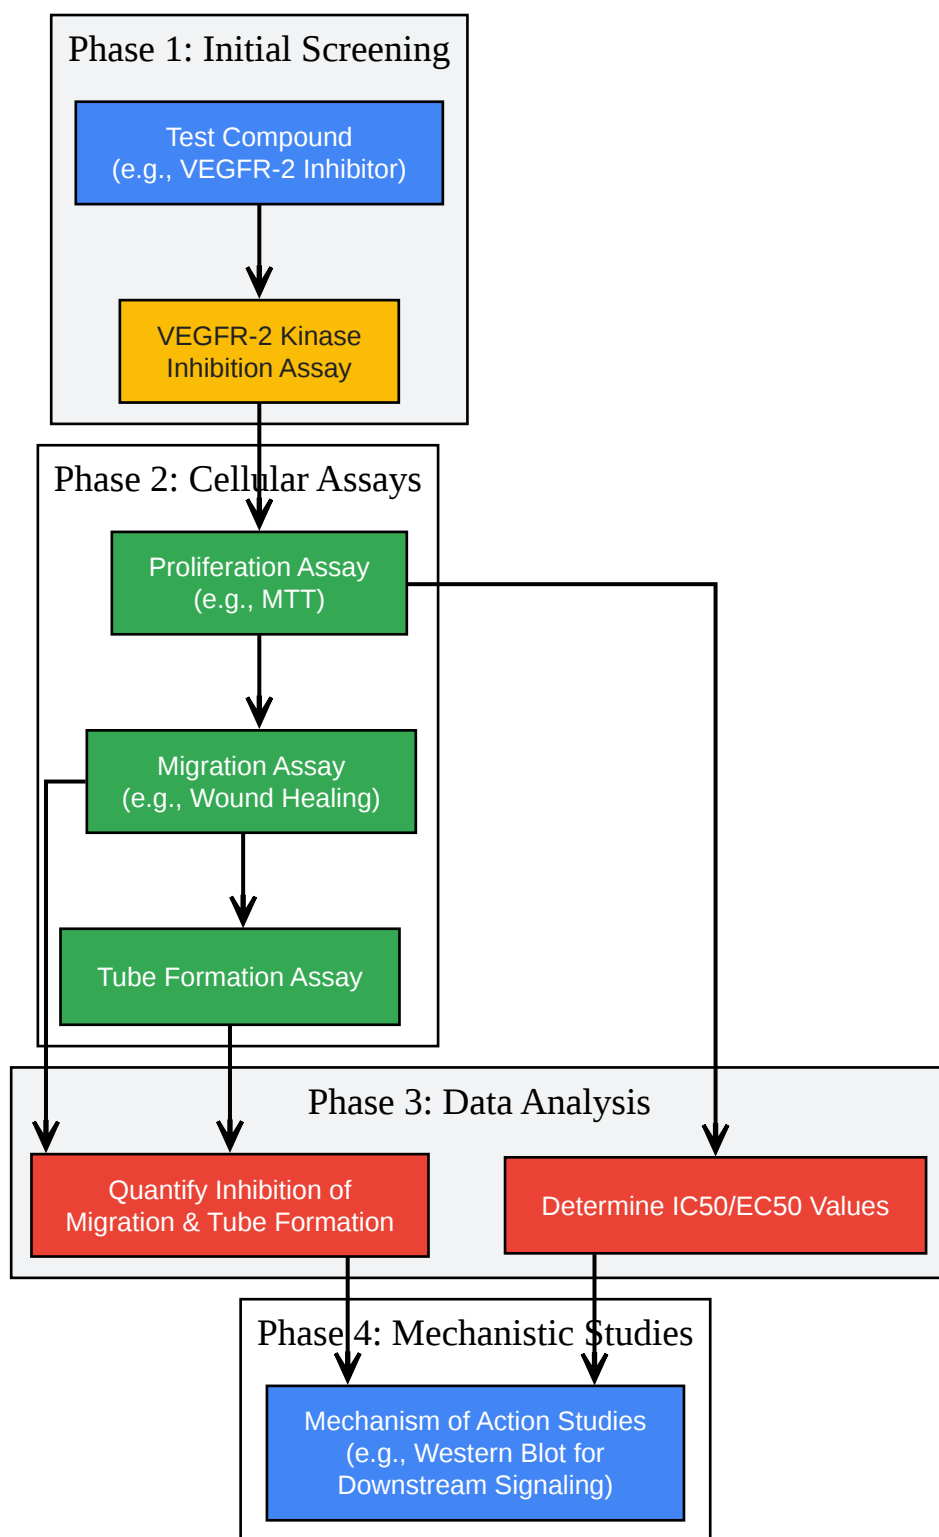 Phase 1: Initial Screening
Test Compound
(e.g., VEGFR-2 Inhibitor)
VEGFR-2 Kinase
Inhibition Assay
Phase 2: Cellular Assays
Proliferation Assay
(e.g., MTT)
Migration Assay
(e.g., Wound Healing)
Tube Formation Assay
Phase 3: Data Analysis
Quantify Inhibition of
Migration & Tube Formation
Determine IC50/EC50 Values
Phase 4: Mechanistic Studies
Mechanism of Action Studies
(e.g., Western Blot for
Downstream Signaling)